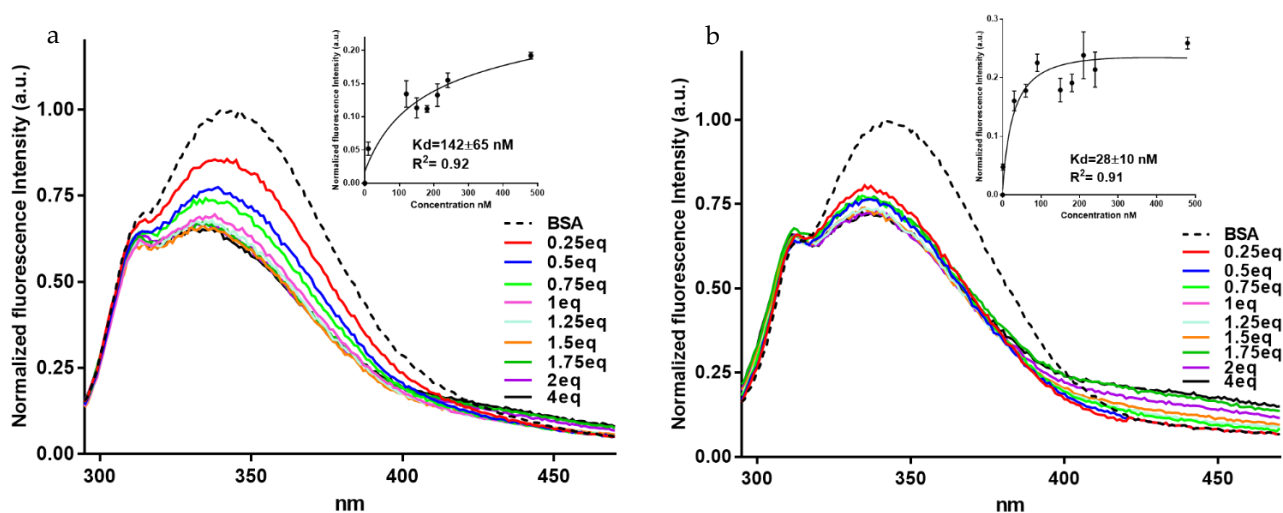 a
Normalized fluorescence Intensity (a.u.)
1.00
0.75
0.50
0.25
0.00
300
350
400
450
nm
Normalized fluorescence Intensity (a.u.)
0.20
0.15
0.10
0.05
0.00
0
100
200
300
400
500
Concentration nM
Kd=142±65 nM
R²= 0.92
BSA
0.25eq
0.5eq
0.75eq
1eq
1.25eq
1.5eq
1.75eq
2eq
4eq
b
Normalized fluorescence Intensity (a.u.)
1.00
0.75
0.50
0.25
0.00
300
350
400
450
nm
Normalized fluorescence Intensity (a.u.)
0.3
0.2
0.1
0.0
0
100
200
300
400
500
Concentration nM
Kd=28±10 nM
R²= 0.91
BSA
0.25eq
0.5eq
0.75eq
1eq
1.25eq
1.5eq
1.75eq
2eq
4eq